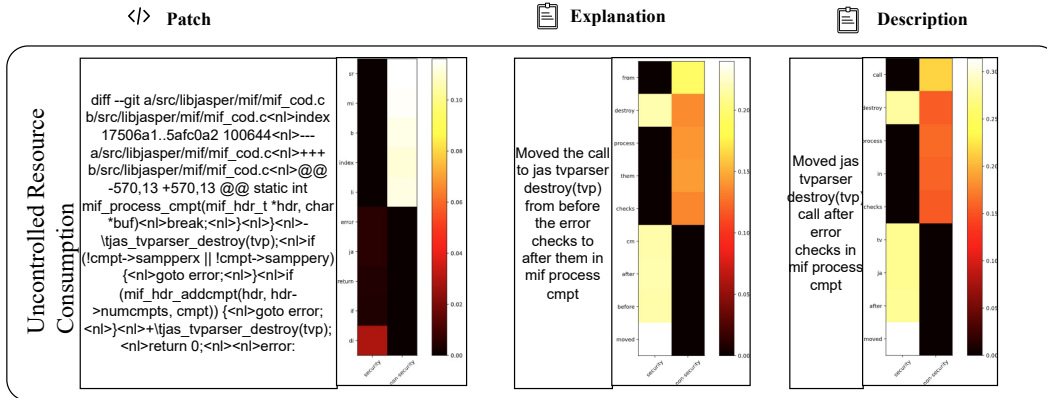 Patch
Explanation
Description
Uncontrolled Resource
Consumption
diff --git a/src/libjasper/mif/mif_cod.c
b/src/libjasper/mif/mif_cod.c<nl>index
17506a1..5afc0a2 100644<nl>---
a/src/libjasper/mif/mif_cod.c<nl>+++
b/src/libjasper/mif/mif_cod.c<nl>@@
-570,13 +570,13 @@ static int
mif_process_cmpt(mif_hdr_t *hdr, char
*buf)<nl>break;<nl>}<nl>}<nl>-
\tjas_tvparser_destroy(tvp);<nl>if
(!cmpt->sampperx || !cmpt->samppery)
{<nl>goto error;<nl>}<nl>if
(mif_hdr_addcmpt(hdr, hdr-
>numcmpts, cmpt)) {<nl>goto error;
<nl>}<nl>+\tjas_tvparser_destroy(tvp);
<nl>return 0;<nl><nl>error:
sr
mi
b
index
li
error
ja
return
if
di
security
non-security
0.10
0.08
0.06
0.04
0.02
0.00
Moved the call
to jas tvparser
destroy(tvp)
from before
the error
checks to
after them in
mif process
cmpt
from
destroy
process
them
checks
cm
after
before
moved
security
non-security
0.20
0.15
0.10
0.05
0.00
Moved jas
tvparser
destroy(tvp)
call after
error
checks in
mif process
cmpt
call
destroy
process
in
checks
tv
ja
after
moved
security
non-security
0.30
0.25
0.20
0.15
0.10
0.05
0.00